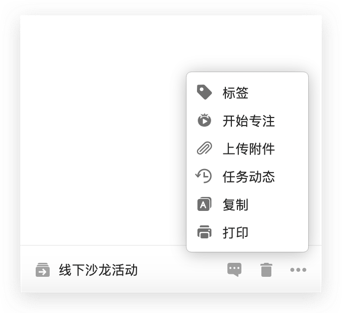 标签
开始专注
上传附件
任务动态
复制
打印
线下沙龙活动